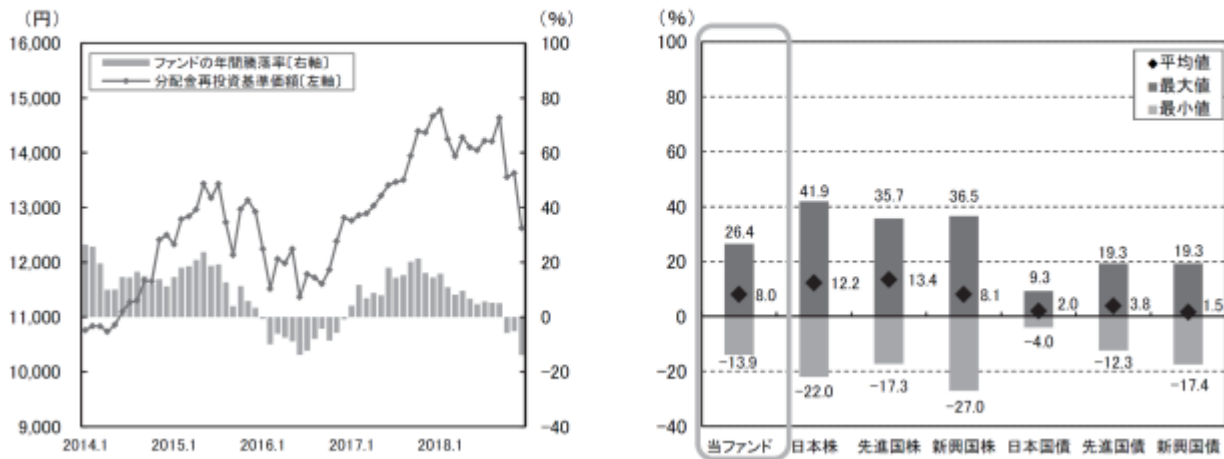 （円）
（%）
16,000
100
ファンドの年間騰落率〔右軸〕
分配金再投資基準価額〔左軸〕
15,000
80
14,000
60
13,000
40
12,000
20
11,000
0
10,000
−20
9,000
−40
2014.1 2015.1 2016.1 2017.1 2018.1
（%）
100
◆平均値
最大値
最小値
80
60
40
20
0
−20
−40
26.4 41.9 35.7 36.5 9.3 19.3 19.3
8.0 12.2 13.4 8.1 2.0 3.8 1.5
−13.9 −22.0 −17.3 −27.0 −4.0 −12.3 −17.4
当ファンド 日本株 先進国株 新興国株 日本国債 先進国債 新興国債